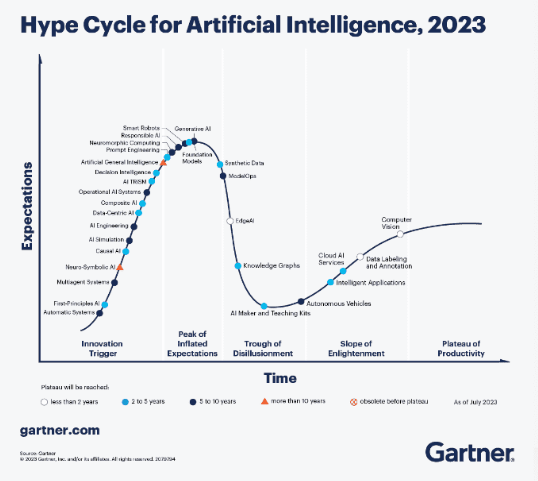 Hype Cycle for Artificial Intelligence, 2023
Expectations
Smart Robots
Generative AI
Responsible AI
Neuromorphic Computing
Prompt Engineering
Foundation
Models
Artificial General Intelligence
Synthetic Data
Decision Intelligence
ModelOps
AI TRiSM
Operational AI Systems
Composite AI
Data-Centric AI
EdgeAI
Computer
Vision
AI Engineering
AI Simulation
Causal AI
Cloud AI
Services
Data Labeling
and Annotation
Neuro-Symbolic AI
Knowledge Graphs
Multiagent Systems
Intelligent Applications
First-Principles AI
Autonomous Vehicles
Automatic Systems
AI Maker and Teaching Kits
Innovation
Trigger
Peak of
Inflated
Expectations
Trough of
Disillusionment
Slope of
Enlightenment
Plateau of
Productivity
Time
Plateau will be reached:
less than 2 years
2 to 5 years
5 to 10 years
more than 10 years
obsolete before plateau
As of July 2023
gartner.com
Source: Gartner
© 2023 Gartner, Inc. and/or its affiliates. All rights reserved. 2079794
Gartner